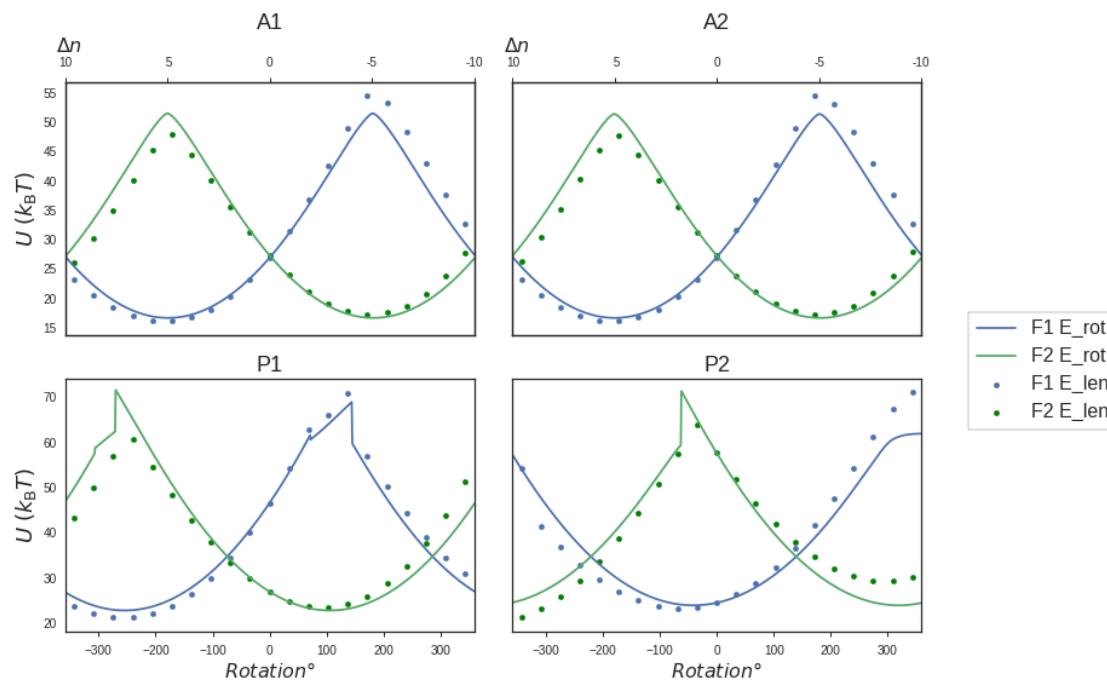 A1
A2
Δn
Δn
10 5 0 -5 -10
10 5 0 -5 -10
U (k_B T)
55
50
45
40
35
30
25
20
15
P1
P2
U (k_B T)
70
60
50
40
30
20
−300 −200 −100 0 100 200 300
−300 −200 −100 0 100 200 300
Rotation°
Rotation°
F1 E_rot
F2 E_rot
F1 E_len
F2 E_len